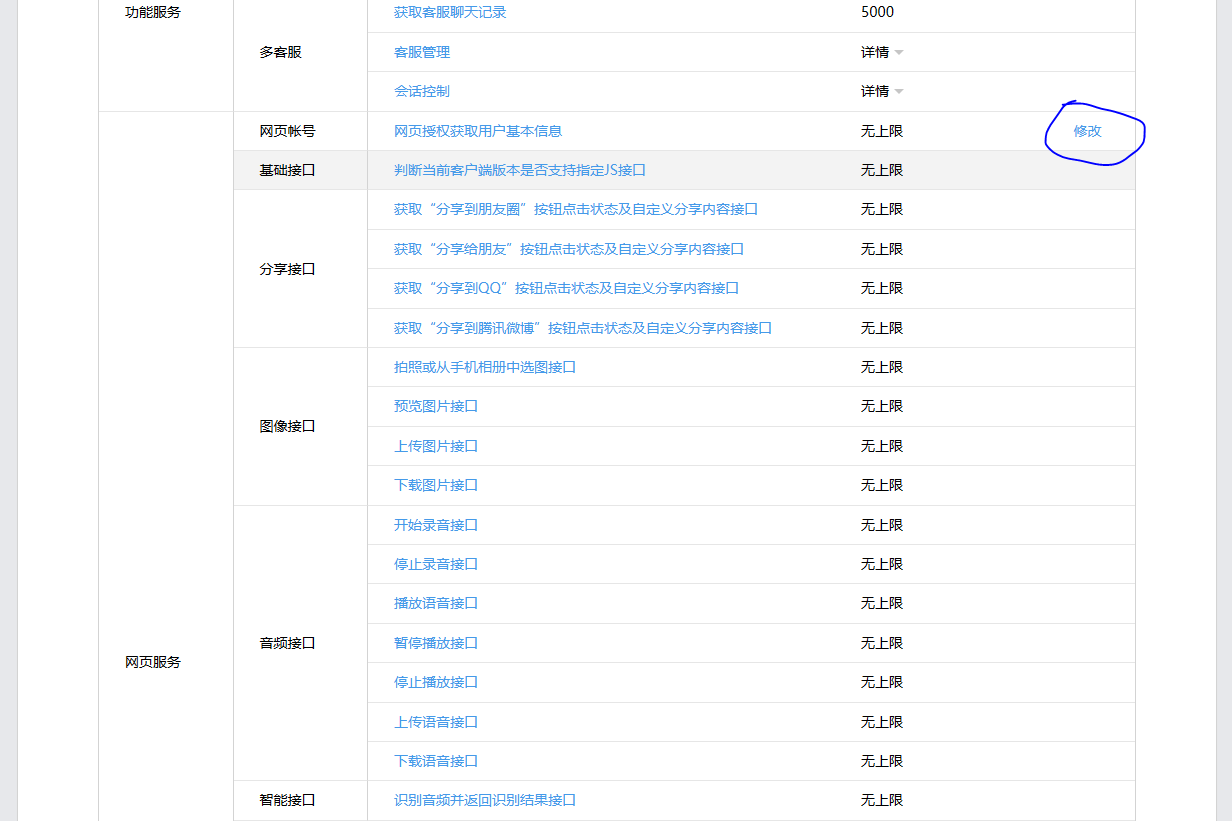 功能服务
获取客服聊天记录 5000
多客服
客服管理 详情
会话控制 详情
网页帐号 网页授权获取用户基本信息 无上限 修改
基础接口 判断当前客户端版本是否支持指定JS接口 无上限
获取“分享到朋友圈”按钮点击状态及自定义分享内容接口 无上限
获取“分享给朋友”按钮点击状态及自定义分享内容接口 无上限
分享接口
获取“分享到QQ”按钮点击状态及自定义分享内容接口 无上限
获取“分享到腾讯微博”按钮点击状态及自定义分享内容接口 无上限
拍照或从手机相册中选图接口 无上限
预览图片接口 无上限
图像接口
上传图片接口 无上限
下载图片接口 无上限
开始录音接口 无上限
停止录音接口 无上限
播放语音接口 无上限
音频接口 暂停播放接口 无上限
网页服务
停止播放接口 无上限
上传语音接口 无上限
下载语音接口 无上限
智能接口 识别音频并返回识别结果接口 无上限